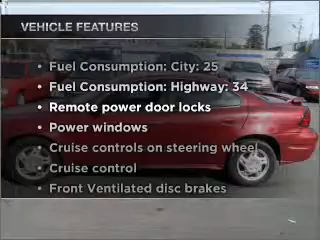 VEHICLE FEATURES
• Fuel Consumption: City: 25
• Fuel Consumption: Highway: 34
• Remote power door locks
• Power windows
• Cruise controls on steering wheel
• Cruise control
• Front Ventilated disc brakes